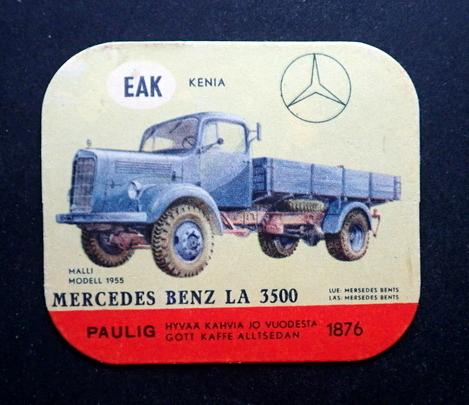 EAK KENIA
MALLI
MODELL 1955
LUE: MERSEDES BENTS
LÄS: MERSEDES BENTS
MERCEDES BENZ LA 3500
PAULIG HYVÄÄ KAHVIA JO VUODESTA 1876
GOTT KAFFE ALLTSEDAN